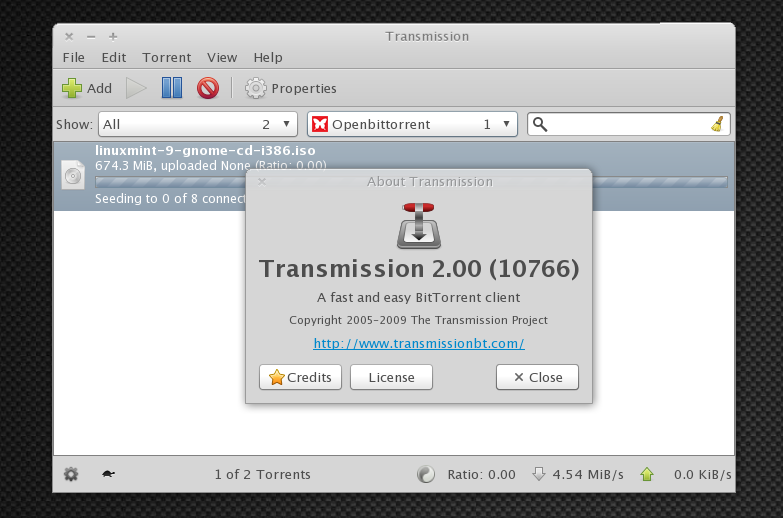 Transmission
File Edit Torrent View Help
Add Properties
Show: All 2 Openbittorrent 1
linuxmint-9-gnome-cd-i386.iso
674.3 MiB, uploaded None (Ratio: 0.00)
Seeding to 0 of 8 connect
About Transmission
Transmission 2.00 (10766)
A fast and easy BitTorrent client
Copyright 2005-2009 The Transmission Project
http://www.transmissionbt.com/
Credits License Close
1 of 2 Torrents Ratio: 0.00 4.54 MiB/s 0.0 KiB/s